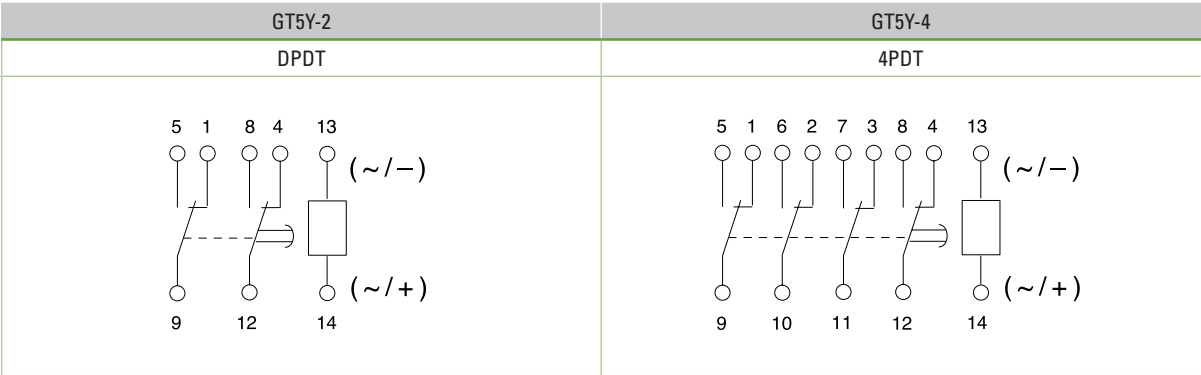 GT5Y-2 GT5Y-4
DPDT 4PDT
5 1 8 4 13 5 1 6 2 7 3 8 4 13
(~/−) (~/−)
(~/+) (~/+)
9 12 14 9 10 11 12 14